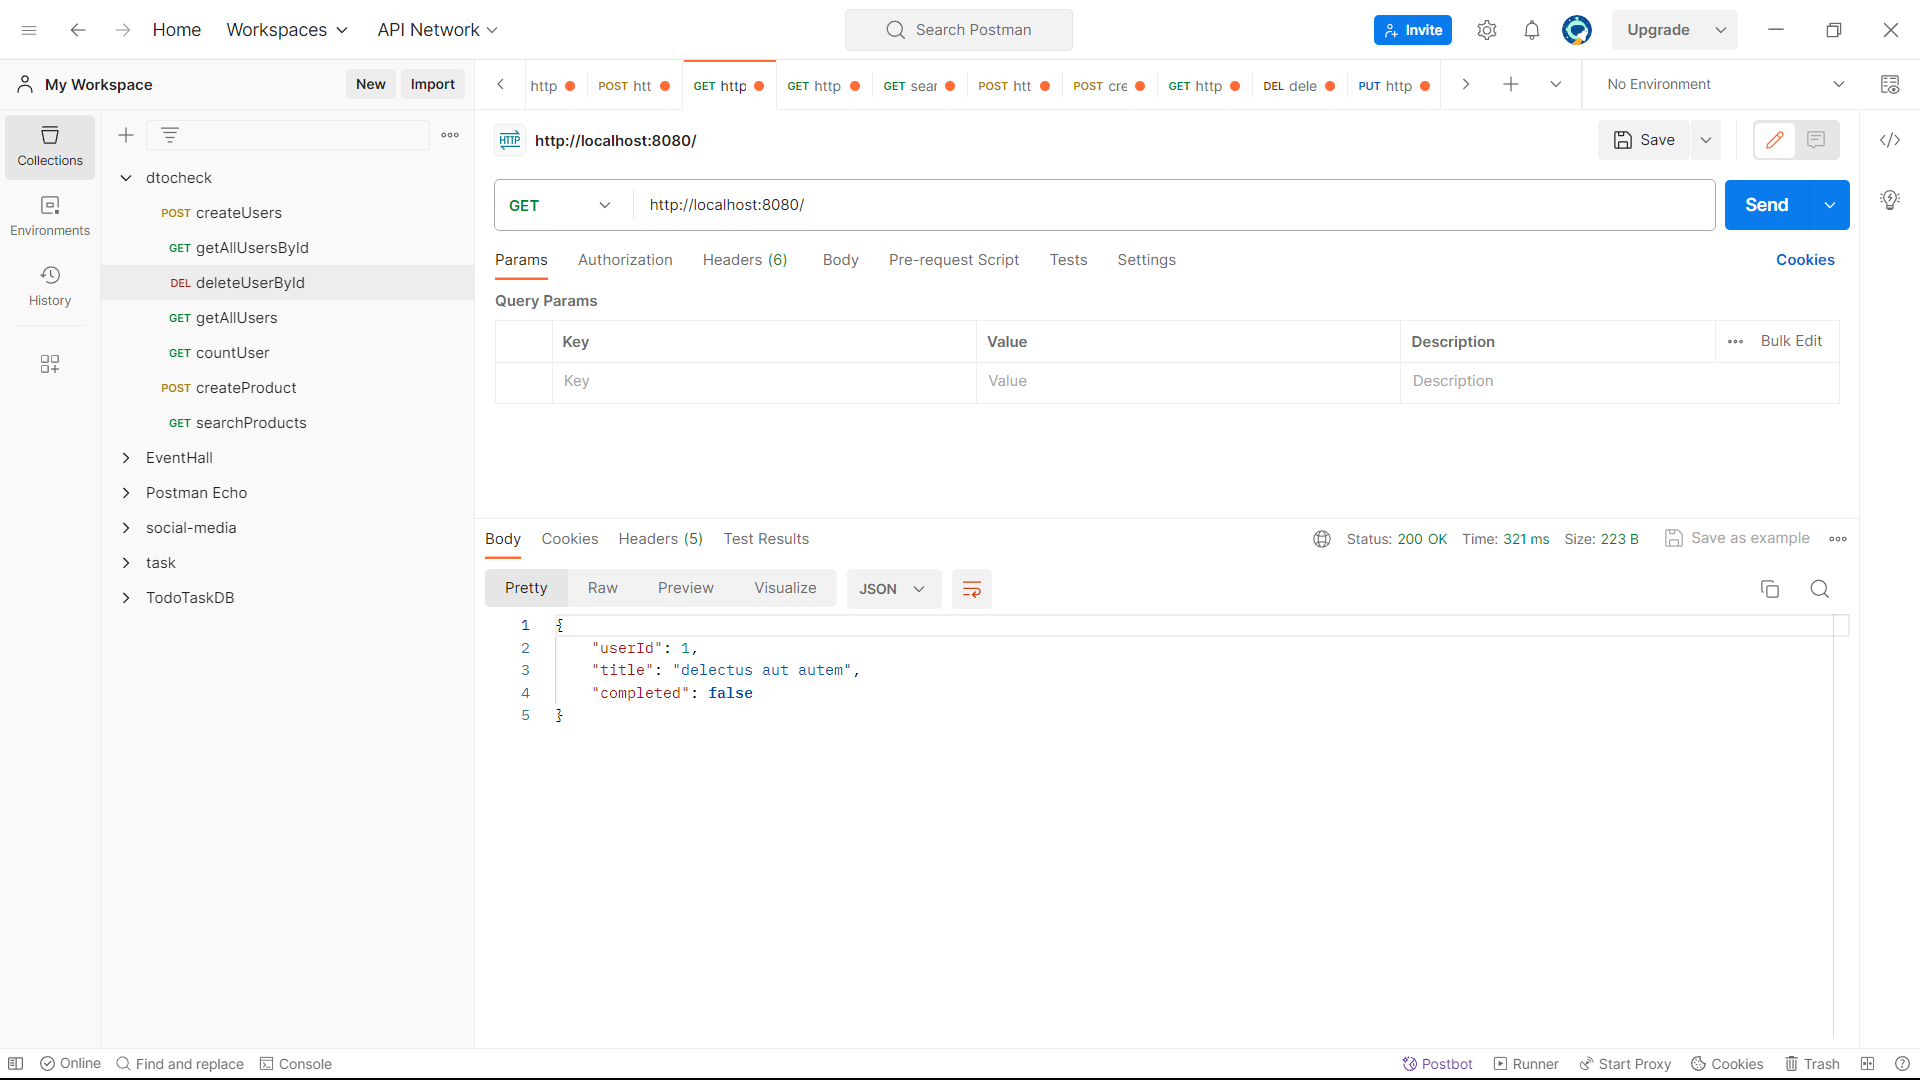 Home
Workspaces
API Network
Search Postman
Invite
Upgrade
My Workspace
New
Import
http
POST htt
GET http
GET http
GET sear
POST htt
POST cre
GET http
DEL dele
PUT http
No Environment
Collections
Environments
History
dtocheck
POST createUsers
GET getAllUsersById
DEL deleteUserById
GET getAllUsers
GET countUser
POST createProduct
GET searchProducts
EventHall
Postman Echo
social-media
task
TodoTaskDB
HTTP
http://localhost:8080/
Save
GET
http://localhost:8080/
Send
Params
Authorization
Headers (6)
Body
Pre-request Script
Tests
Settings
Cookies
Query Params
Key
Value
Description
Bulk Edit
Key
Value
Description
Body
Cookies
Headers (5)
Test Results
Status: 200 OK
Time: 321 ms
Size: 223 B
Save as example
Pretty
Raw
Preview
Visualize
JSON
1 {
2 "userId": 1,
3 "title": "delectus aut autem",
4 "completed": false
5 }
Online
Find and replace
Console
Postbot
Runner
Start Proxy
Cookies
Trash